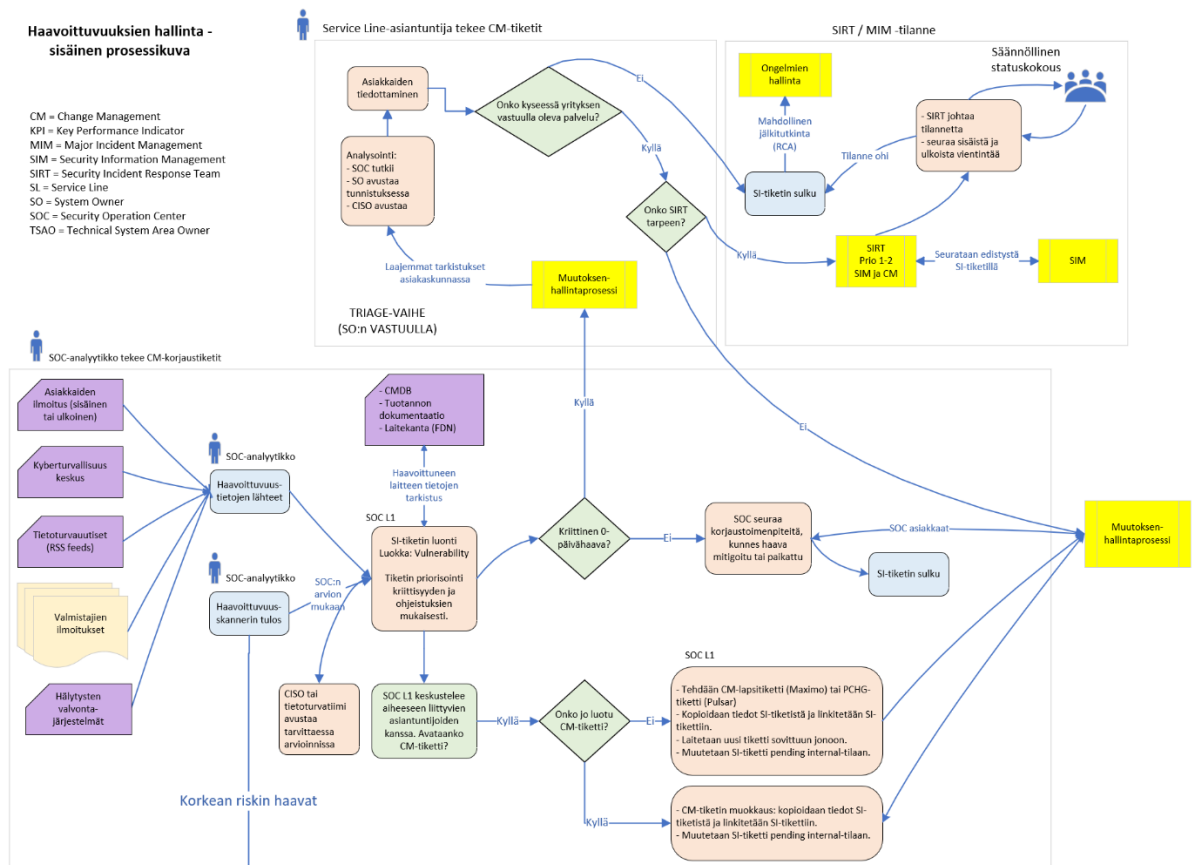 Haavoittuvuuksien hallinta -
sisäinen prosessikuva
CM = Change Management
KPI = Key Performance Indicator
MIM = Major Incident Management
SIM = Security Information Management
SIRT = Security Incident Response Team
SL = Service Line
SO = System Owner
SOC = Security Operation Center
TSAO = Technical System Area Owner
Service Line-asiantuntija tekee CM-tiketit
Asiakkaiden
tiedottaminen
Onko kyseessä yrityksen
vastuulla oleva palvelu?
Ei
Kyllä
Analysointi:
- SOC tutkii
- SO avustaa
tunnistuksessa
- CISO avustaa
Onko SIRT
tarpeen?
Kyllä
Laajemmat tarkistukset
asiakaskunnassa
Muutoksen-
hallintaprosessi
TRIAGE-VAIHE
(SO:n VASTUULLA)
SIRT / MIM -tilanne
Ongelmien
hallinta
Säännöllinen
statuskokous
Mahdollinen
jälkitutkinta
(RCA)
- SIRT johtaa
tilannetta
- seuraa sisäistä ja
ulkoista vientintää
Tilanne ohi
SI-tiketin sulku
SIRT
Prio 1-2
SIM ja CM
Seurataan edistystä
SI-tiketillä
SIM
SOC-analyytikko tekee CM-korjaustiketit
Asiakkaiden
ilmoitus (sisäinen
tai ulkoinen)
Kyberturvallisuus
keskus
Tietoturvauutiset
(RSS feeds)
Valmistajien
ilmoitukset
Hälytysten
valvonta-
järjestelmät
SOC-analyytikko
Haavoittuvuus-
tietojen lähteet
SOC-analyytikko
Haavoittuvuus-
skannerin tulos
SOC:n
arvion
mukaan
- CMDB
- Tuotannon
dokumentaatio
- Laitekanta (FDN)
Haavoittuneen
laitteen tietojen
tarkistus
SOC L1
SI-tiketin luonti
Luokka: Vulnerability
Tiketin priorisointi
kriittisyyden ja
ohjeistuksien
mukaisesti.
Kyllä
Kriittinen 0-
päivähaava?
Ei
SOC seuraa
korjaustoimenpiteitä,
kunnes haava
mitigoitu tai paikattu
SOC asiakkaat
SI-tiketin sulku
Ei
Muutoksen-
hallintaprosessi
CISO tai
tietoturvatiimi
avustaa
tarvittaessa
arvioinnissa
SOC L1 keskustelee
aiheeseen liittyvien
asiantuntijoiden
kanssa. Avataanko
CM-tiketti?
Kyllä
Onko jo luotu
CM-tiketti?
Ei
SOC L1
- Tehdään CM-lapsitiketti (Maximo) tai PCHG-
tiketti (Pulsar)
- Kopioidaan tiedot SI-tiketistä ja linkitetään SI-
tikettiin.
- Laitetaan uusi tiketti sovittuun jonoon.
- Muutetaan SI-tiketti pending internal-tilaan.
Kyllä
- CM-tiketin muokkaus: kopioidaan tiedot SI-
tiketistä ja linkitetään SI-tikettiin.
- Muutetaan SI-tiketti pending internal-tilaan.
Korkean riskin haavat